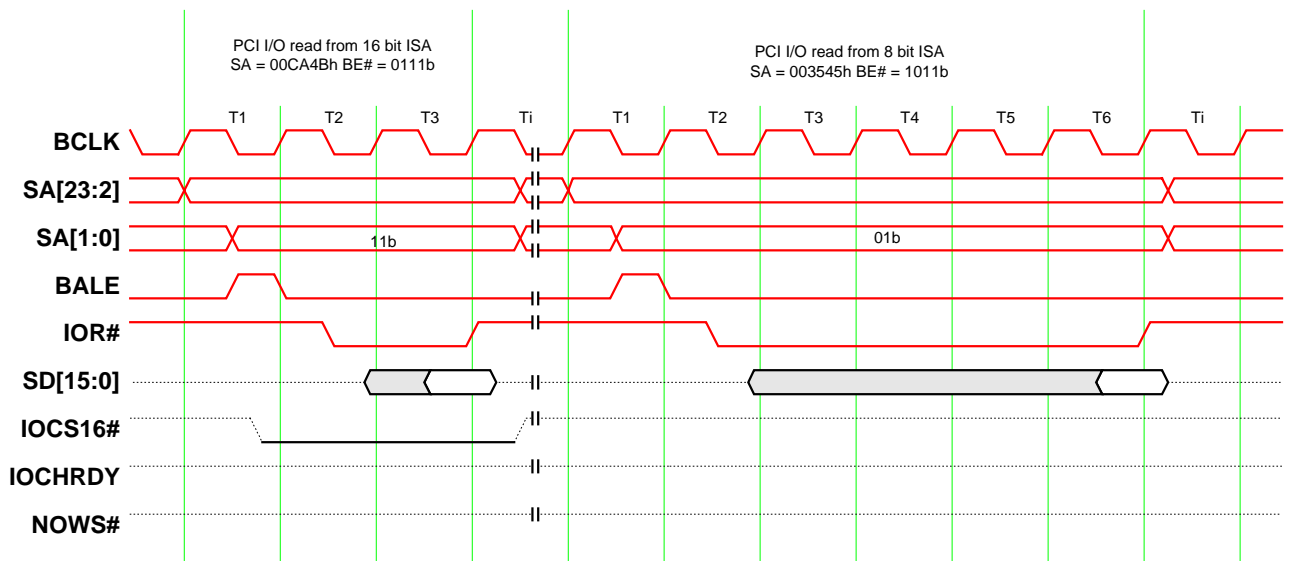 PCI I/O read from 16 bit ISA
SA = 00CA4Bh BE# = 0111b
PCI I/O read from 8 bit ISA
SA = 003545h BE# = 1011b
T1 T2 T3 Ti T1 T2 T3 T4 T5 T6 Ti
BCLK
SA[23:2]
SA[1:0] 11b 01b
BALE
IOR#
SD[15:0]
IOCS16#
IOCHRDY
NOWS#